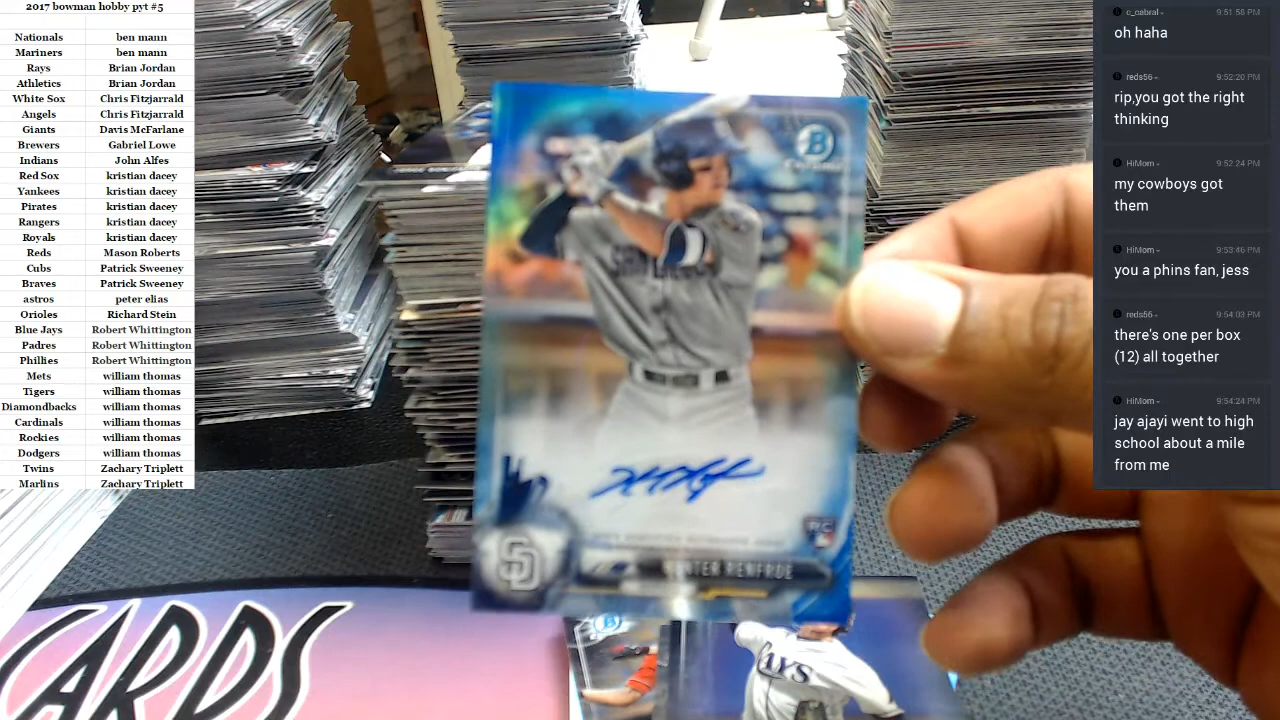 2017 bowman hobby pyt #5
Nationals ben mann
Mariners ben mann
Rays Brian Jordan
Athletics Brian Jordan
White Sox Chris Fitzjarrald
Angels Chris Fitzjarrald
Giants Davis McFarlane
Brewers Gabriel Lowe
Indians John Alfes
Red Sox kristian dacey
Yankees kristian dacey
Pirates kristian dacey
Rangers kristian dacey
Royals kristian dacey
Reds Mason Roberts
Cubs Patrick Sweeney
Braves Patrick Sweeney
astros peter elias
Orioles Richard Stein
Blue Jays Robert Whittington
Padres Robert Whittington
Phillies Robert Whittington
Mets william thomas
Tigers william thomas
Diamondbacks william thomas
Cardinals william thomas
Rockies william thomas
Dodgers william thomas
Twins Zachary Triplett
Marlins Zachary Triplett
c_cabral 9:51:58 PM
oh haha
reds56 9:52:20 PM
rip,you got the right
thinking
HiMom 9:52:24 PM
my cowboys got
them
HiMom 9:53:46 PM
you a phins fan, jess
reds56 9:54:03 PM
there's one per box
(12) all together
HiMom 9:54:24 PM
jay ajayi went to high
school about a mile
from me
B
Chrome
SAN DIEGO
RC
SD
HUNTER RENFROE
CARDS
B
RAYS